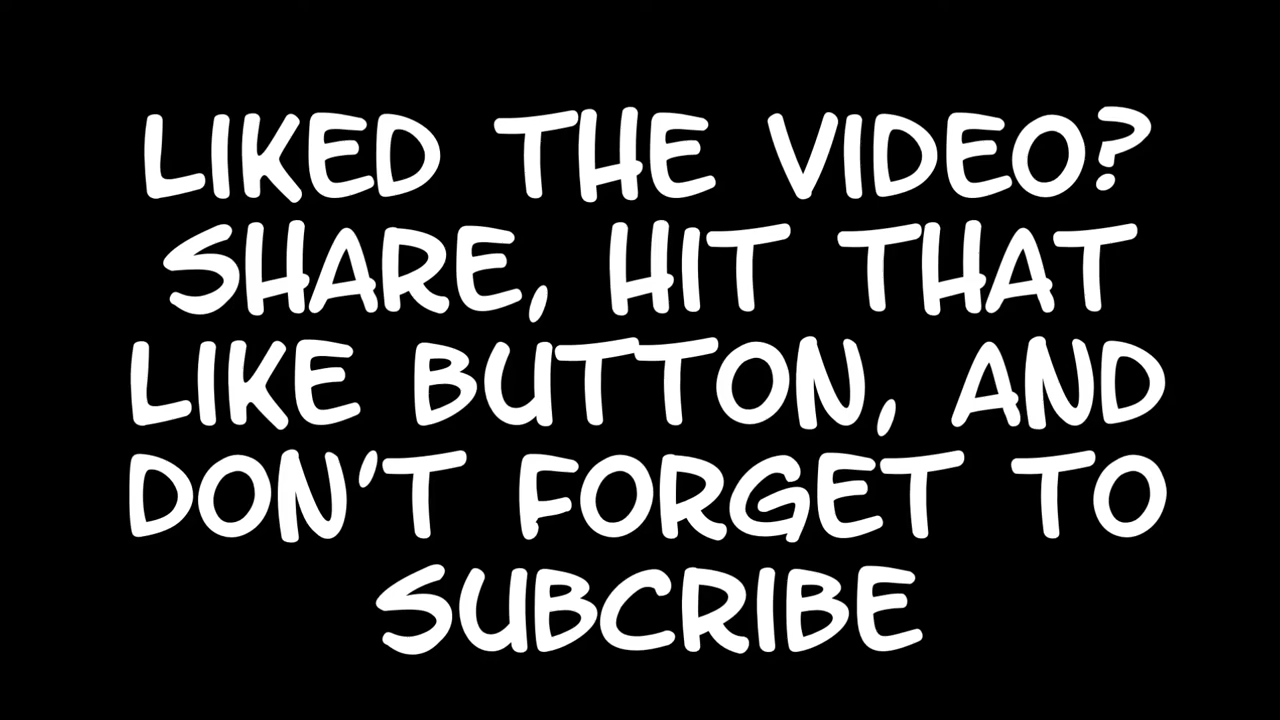 LIKED THE VIDEO?
SHARE, HIT THAT
LIKE BUTTON, AND
DON'T FORGET TO
SUBCRIBE